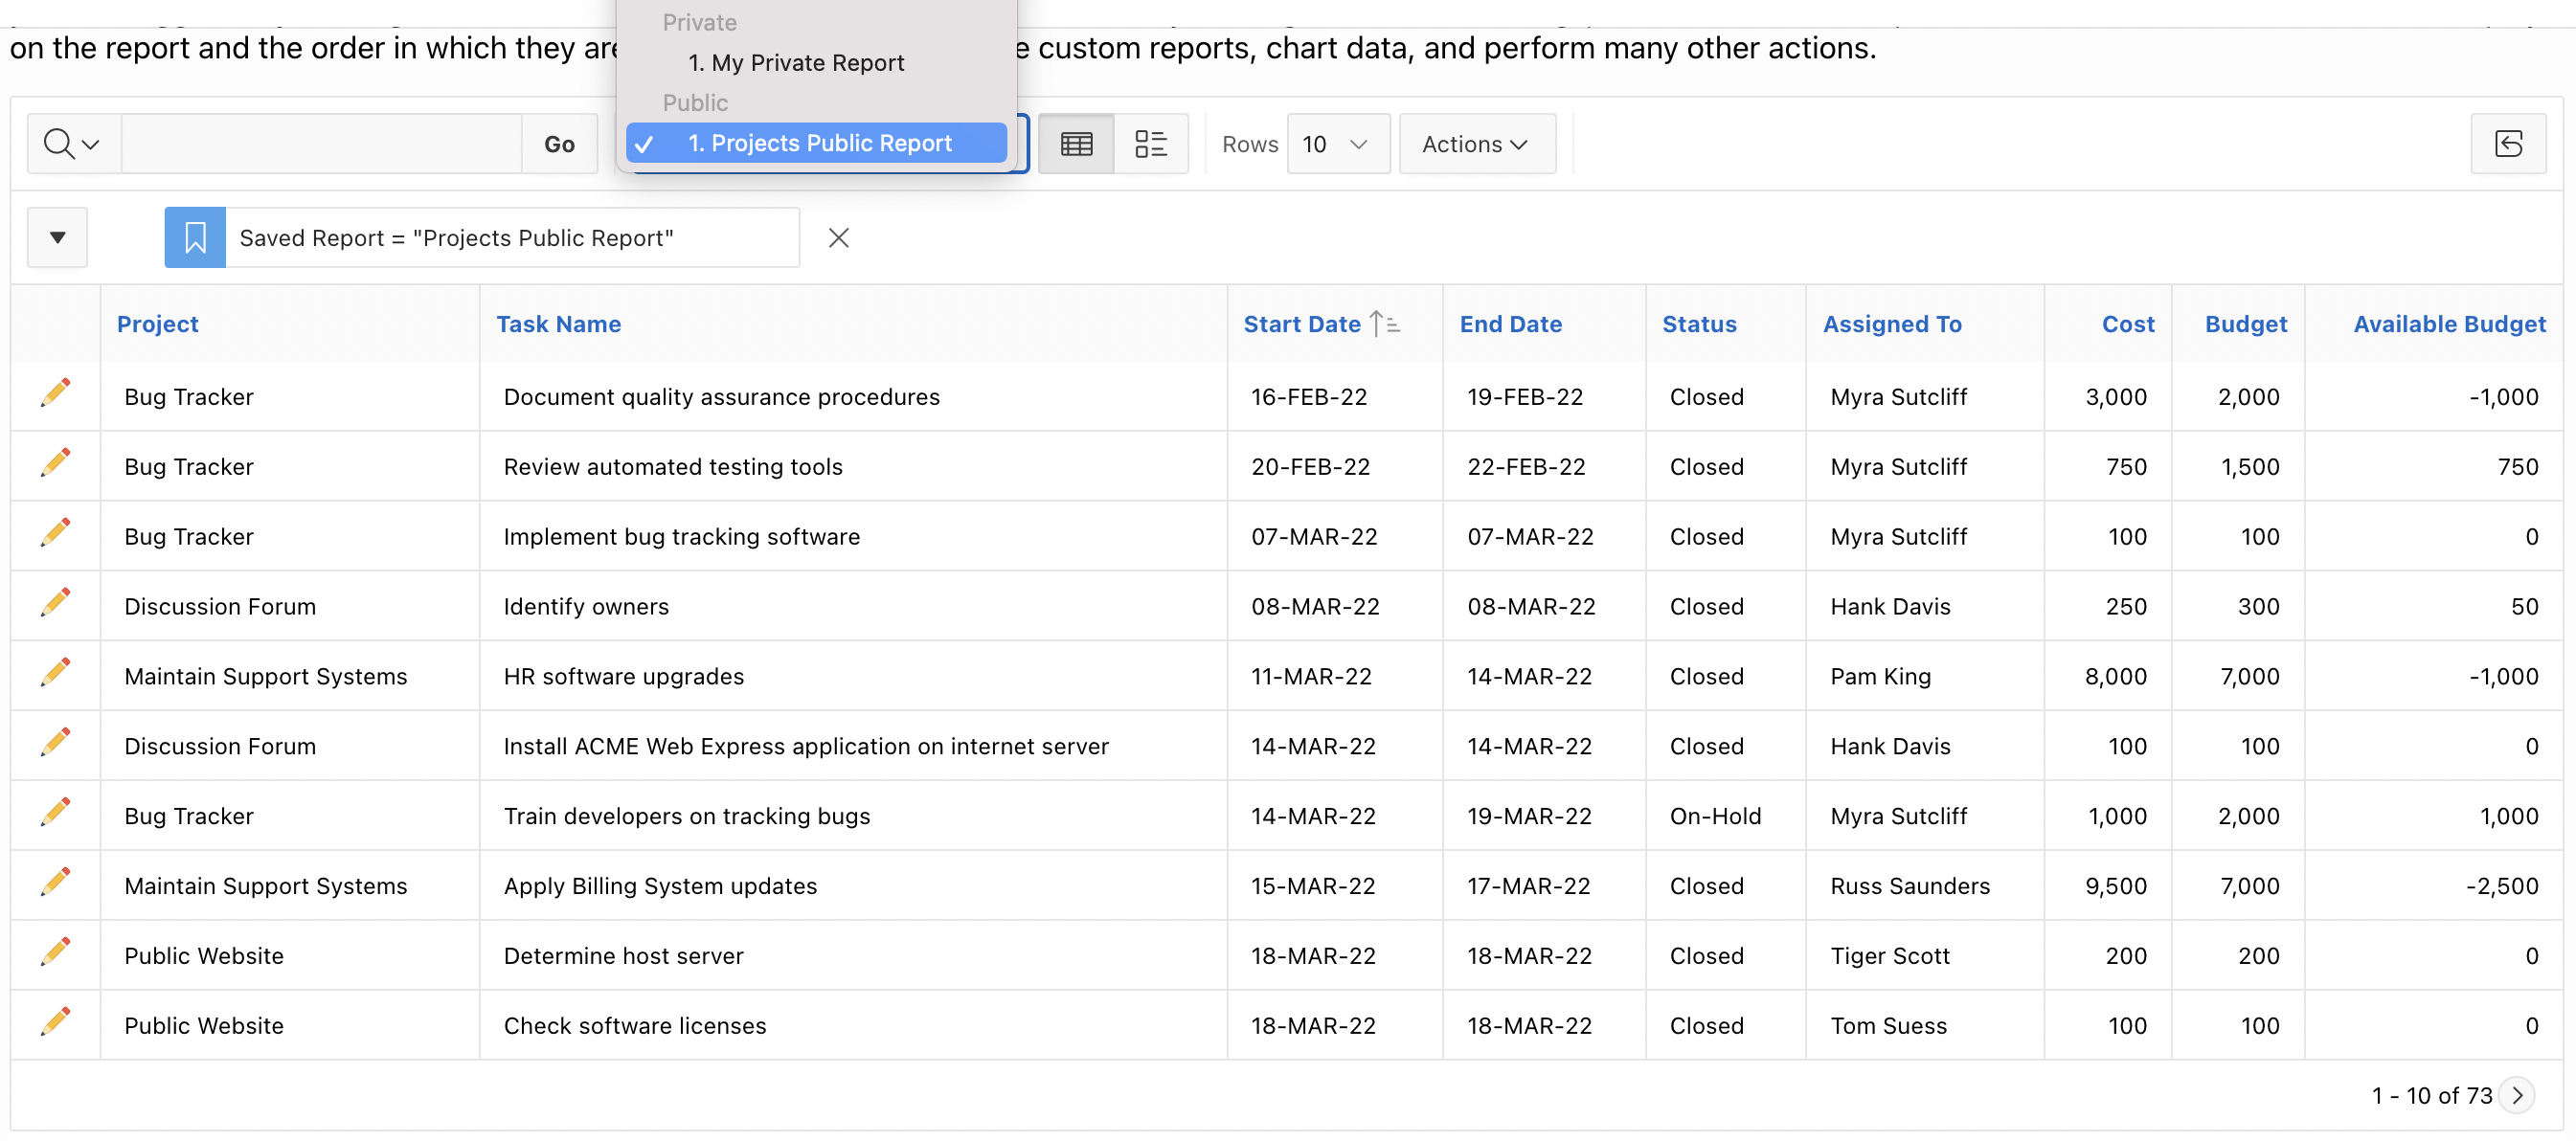 Private
1. My Private Report
on the report and the order in which they are
e custom reports, chart data, and perform many other actions.
Public
Go
✓ 1. Projects Public Report
Rows
10
Actions
Saved Report = "Projects Public Report"
Project Task Name Start Date End Date Status Assigned To Cost Budget Available Budget
Bug Tracker Document quality assurance procedures 16-FEB-22 19-FEB-22 Closed Myra Sutcliff 3,000 2,000 -1,000
Bug Tracker Review automated testing tools 20-FEB-22 22-FEB-22 Closed Myra Sutcliff 750 1,500 750
Bug Tracker Implement bug tracking software 07-MAR-22 07-MAR-22 Closed Myra Sutcliff 100 100 0
Discussion Forum Identify owners 08-MAR-22 08-MAR-22 Closed Hank Davis 250 300 50
Maintain Support Systems HR software upgrades 11-MAR-22 14-MAR-22 Closed Pam King 8,000 7,000 -1,000
Discussion Forum Install ACME Web Express application on internet server 14-MAR-22 14-MAR-22 Closed Hank Davis 100 100 0
Bug Tracker Train developers on tracking bugs 14-MAR-22 19-MAR-22 On-Hold Myra Sutcliff 1,000 2,000 1,000
Maintain Support Systems Apply Billing System updates 15-MAR-22 17-MAR-22 Closed Russ Saunders 9,500 7,000 -2,500
Public Website Determine host server 18-MAR-22 18-MAR-22 Closed Tiger Scott 200 200 0
Public Website Check software licenses 18-MAR-22 18-MAR-22 Closed Tom Suess 100 100 0
1 - 10 of 73